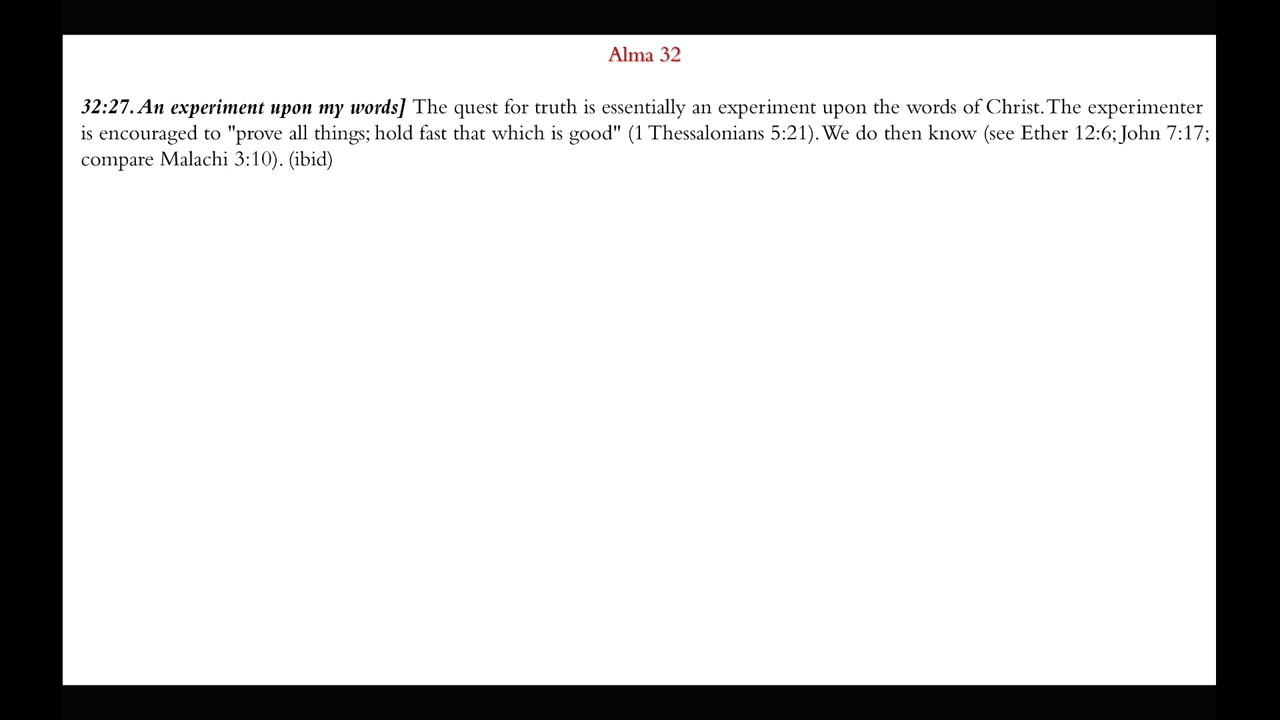 Alma 32
32:27. An experiment upon my words] The quest for truth is essentially an experiment upon the words of Christ. The experimenter
is encouraged to "prove all things; hold fast that which is good" (1 Thessalonians 5:21). We do then know (see Ether 12:6; John 7:17;
compare Malachi 3:10). (ibid)